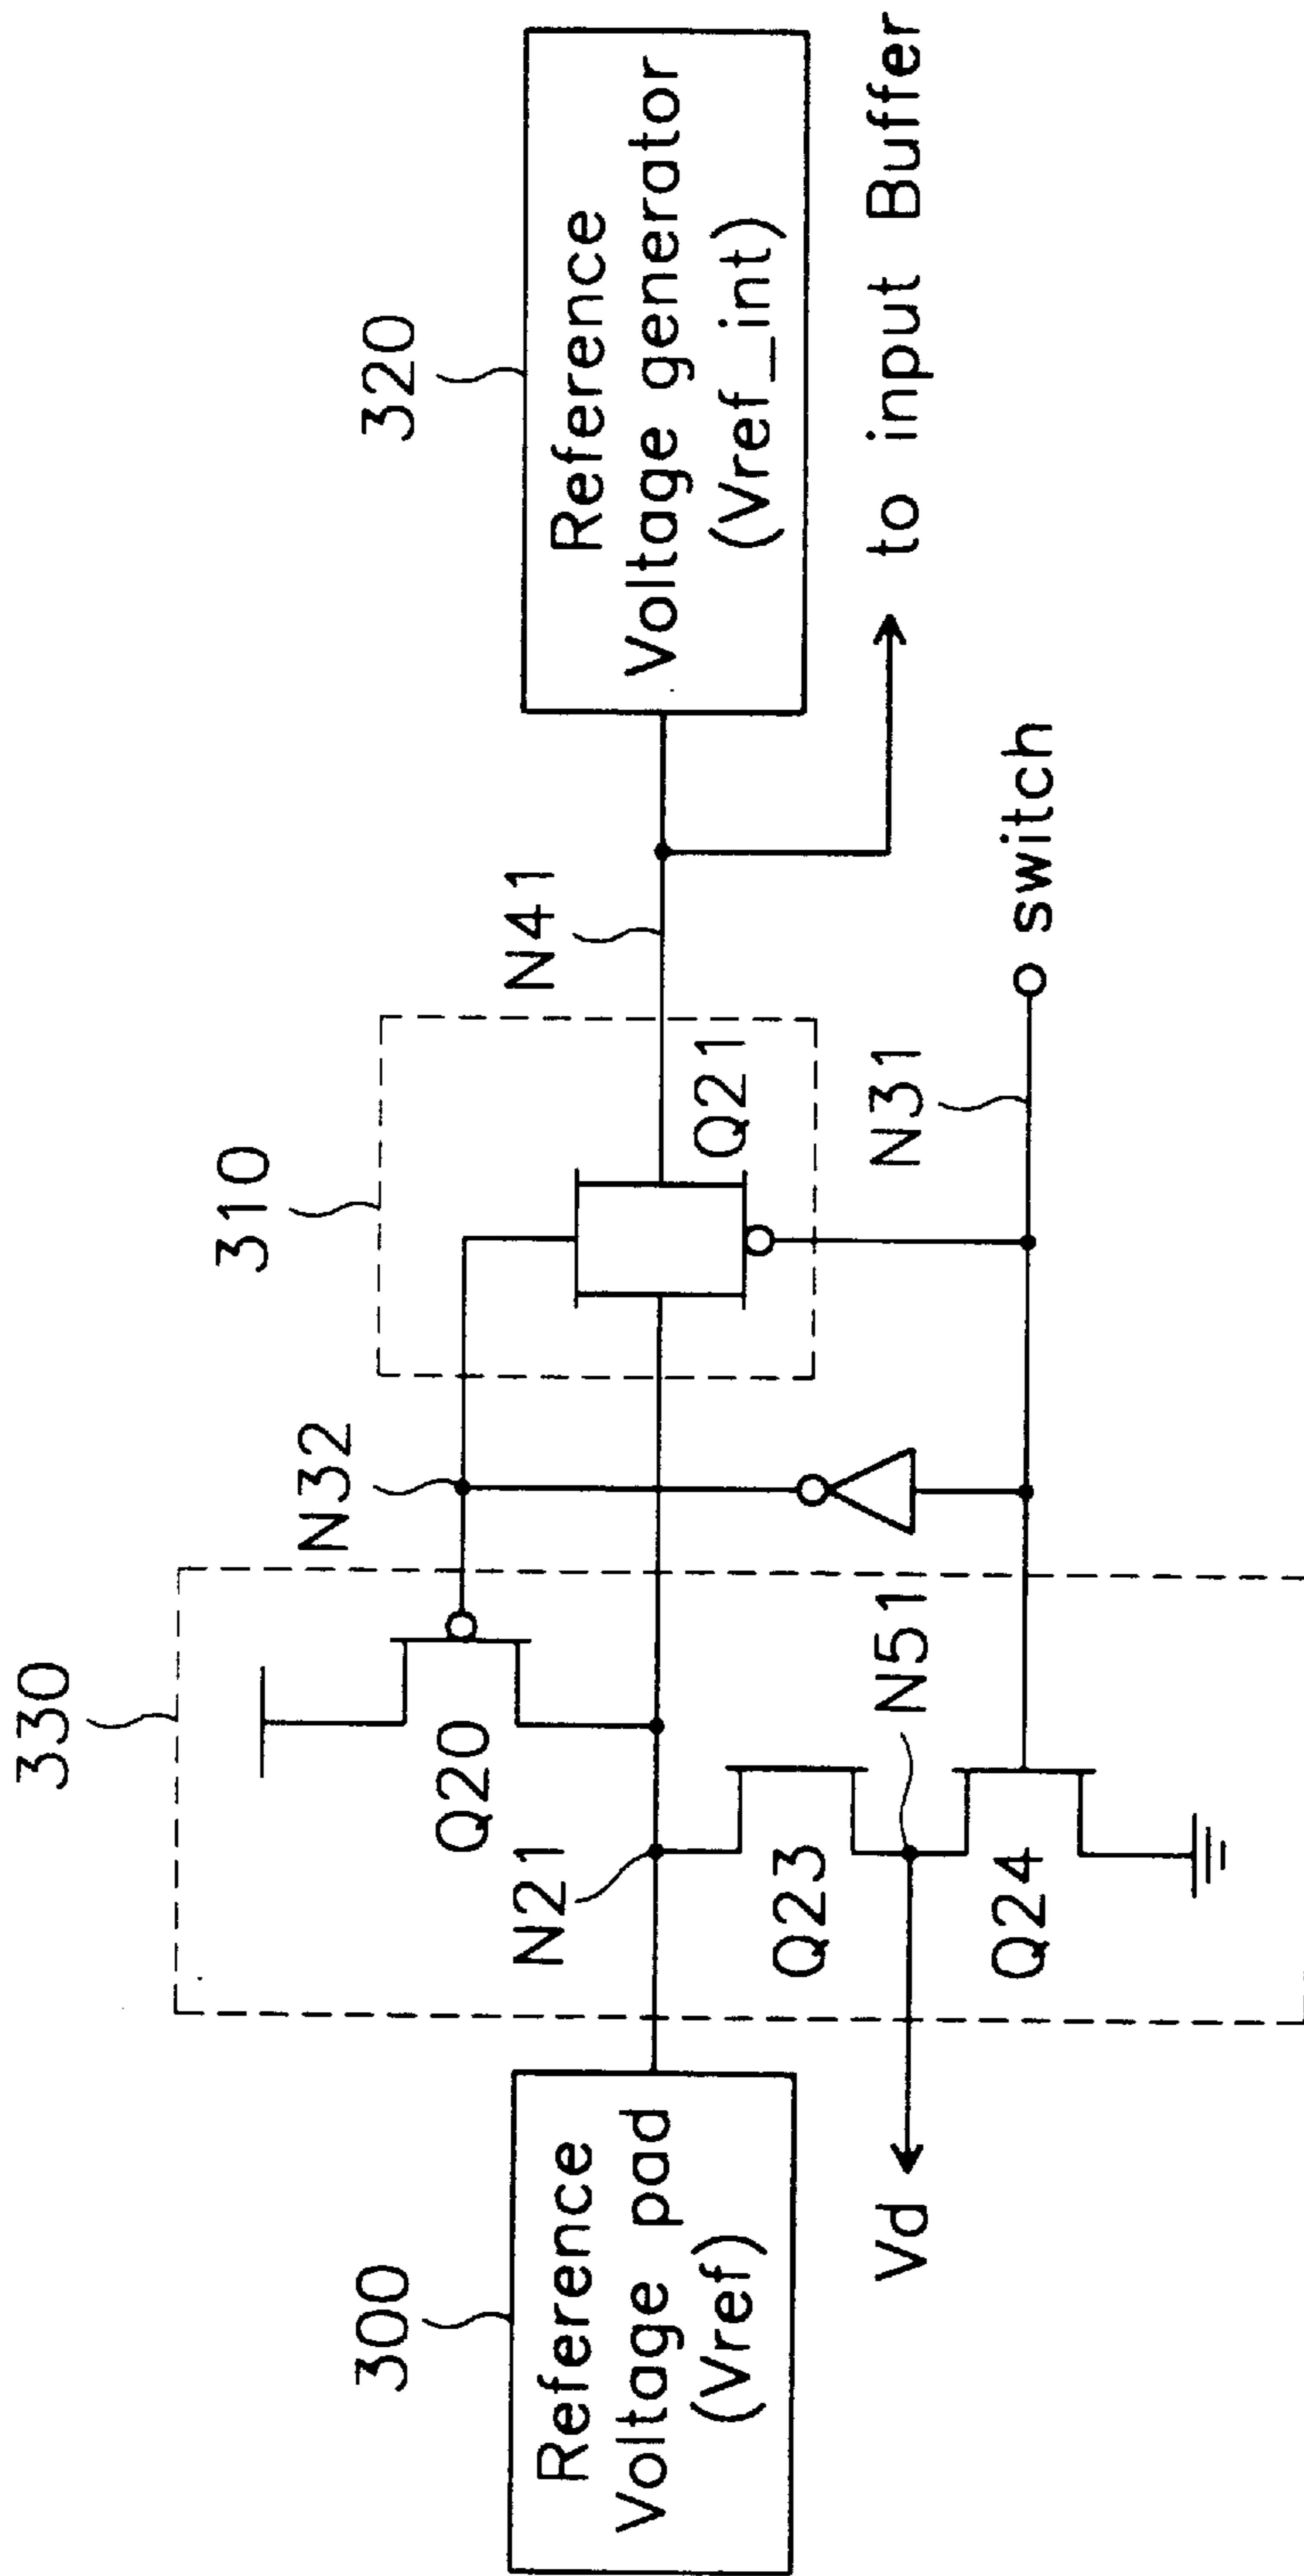 330
310
320
300
N32
N41
Reference
Voltage pad
(Vref)
Reference
Voltage generator
(Vref_int)
Q20
N21
Q21
Q23
N51
N31
Vd
to input Buffer
Q24
switch